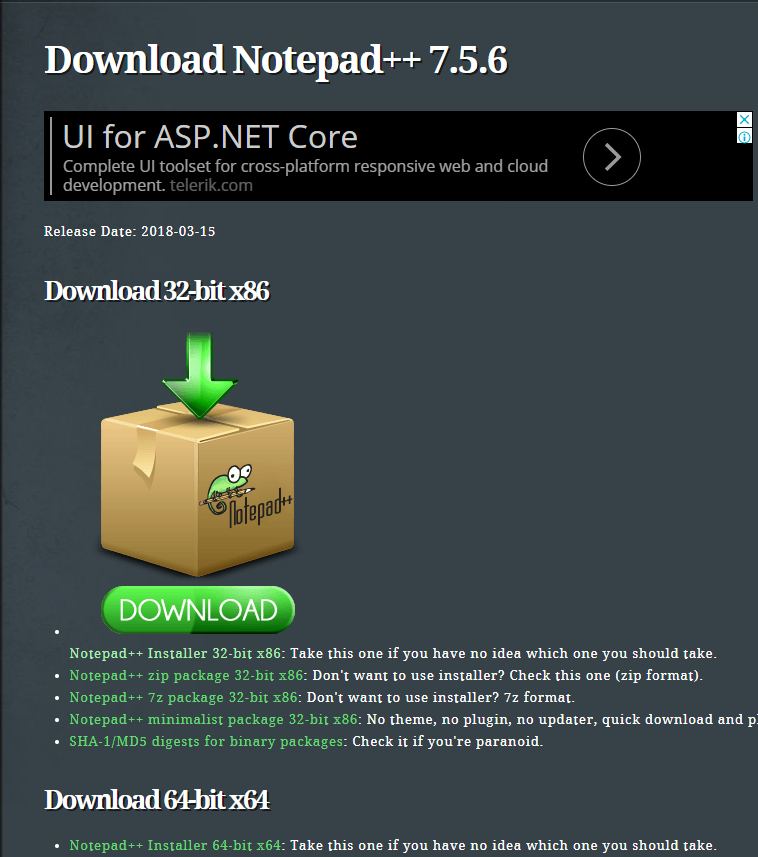 Download Notepad++ 7.5.6
UI for ASP.NET Core
Complete UI toolset for cross-platform responsive web and cloud
development. telerik.com
Release Date: 2018-03-15
Download 32-bit x86
Notepad++
DOWNLOAD
Notepad++ Installer 32-bit x86: Take this one if you have no idea which one you should take.
Notepad++ zip package 32-bit x86: Don't want to use installer? Check this one (zip format).
Notepad++ 7z package 32-bit x86: Don't want to use installer? 7z format.
Notepad++ minimalist package 32-bit x86: No theme, no plugin, no updater, quick download and
SHA-1/MD5 digests for binary packages: Check it if you're paranoid.
Download 64-bit x64
Notepad++ Installer 64-bit x64: Take this one if you have no idea which one you should take.